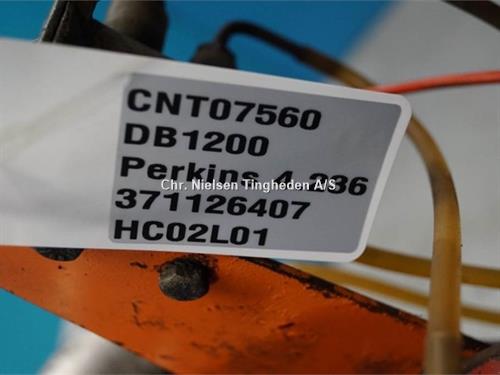 CNT07560
DB1200
Perkins 4.236
Chr. Nielsen Tingheden A/S
371126407
HC02L01